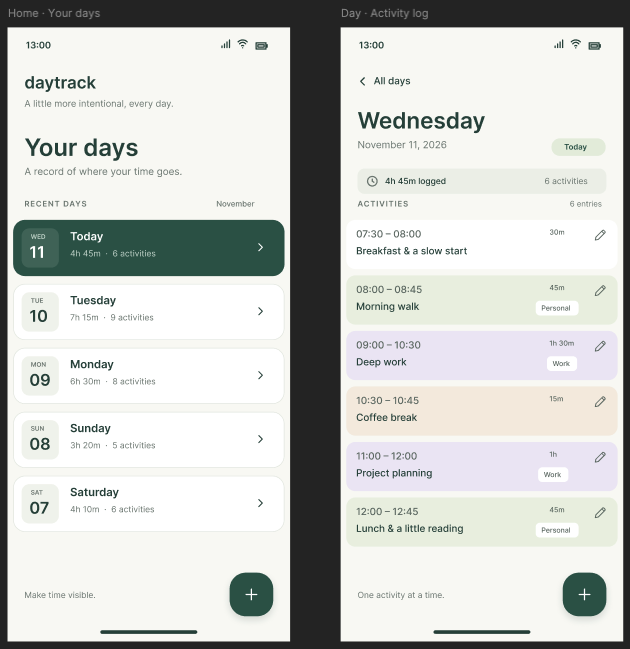 Home · Your days
13:00
daytrack
A little more intentional, every day.
Your days
A record of where your time goes.
RECENT DAYS November
WED
11
Today
4h 45m · 6 activities
TUE
10
Tuesday
7h 15m · 9 activities
MON
09
Monday
6h 30m · 8 activities
SUN
08
Sunday
3h 20m · 5 activities
SAT
07
Saturday
4h 10m · 6 activities
Make time visible.
Day · Activity log
13:00
All days
Wednesday
November 11, 2026
Today
4h 45m logged 6 activities
ACTIVITIES 6 entries
07:30 – 08:00 30m
Breakfast & a slow start
08:00 – 08:45 45m
Morning walk Personal
09:00 – 10:30 1h 30m
Deep work Work
10:30 – 10:45 15m
Coffee break
11:00 – 12:00 1h
Project planning Work
12:00 – 12:45 45m
Lunch & a little reading Personal
One activity at a time.